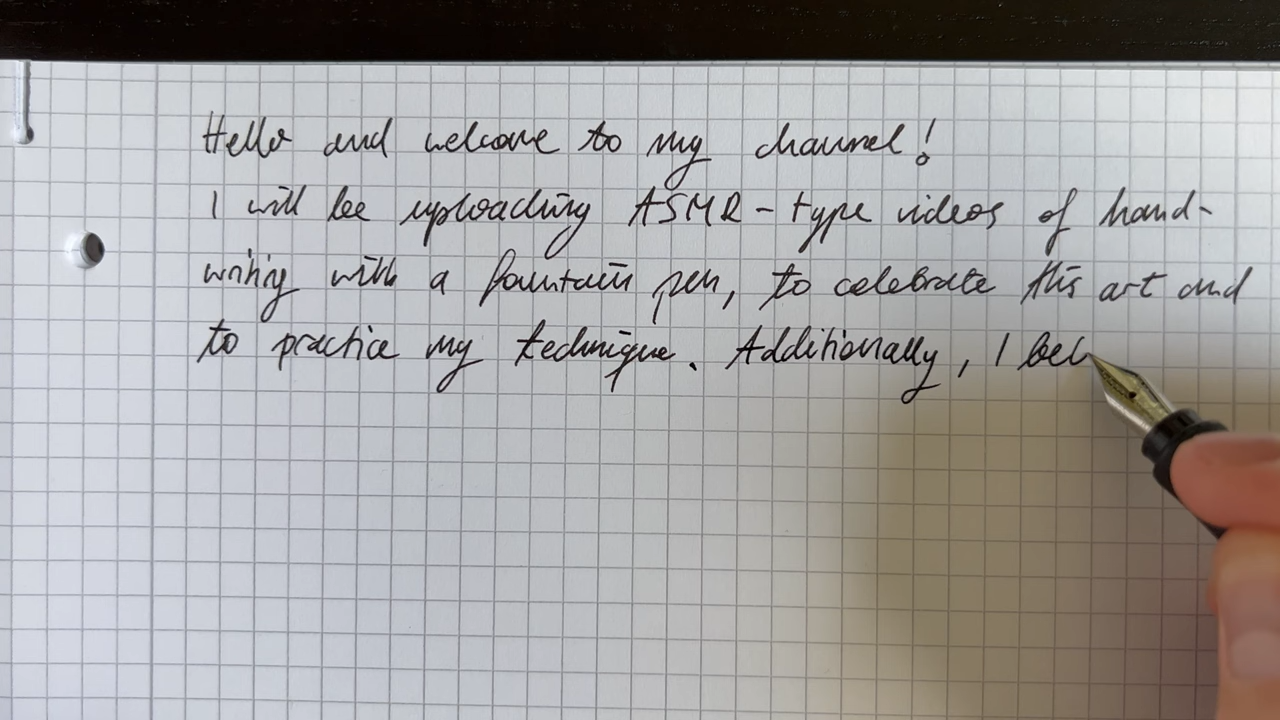 Hello and welcome to my channel!
I will be uploading ASMR-type videos of hand-
writing with a fountain pen, to celebrate this art and
to practice my technique. Additionally, I bel